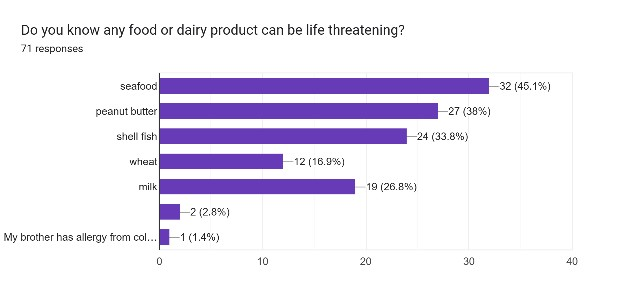 Do you know any food or dairy product can be life threatening?
71 responses
seafood 32 (45.1%)
peanut butter 27 (38%)
shell fish 24 (33.8%)
wheat 12 (16.9%)
milk 19 (26.8%)
2 (2.8%)
My brother has allergy from col... 1 (1.4%)
0 10 20 30 40